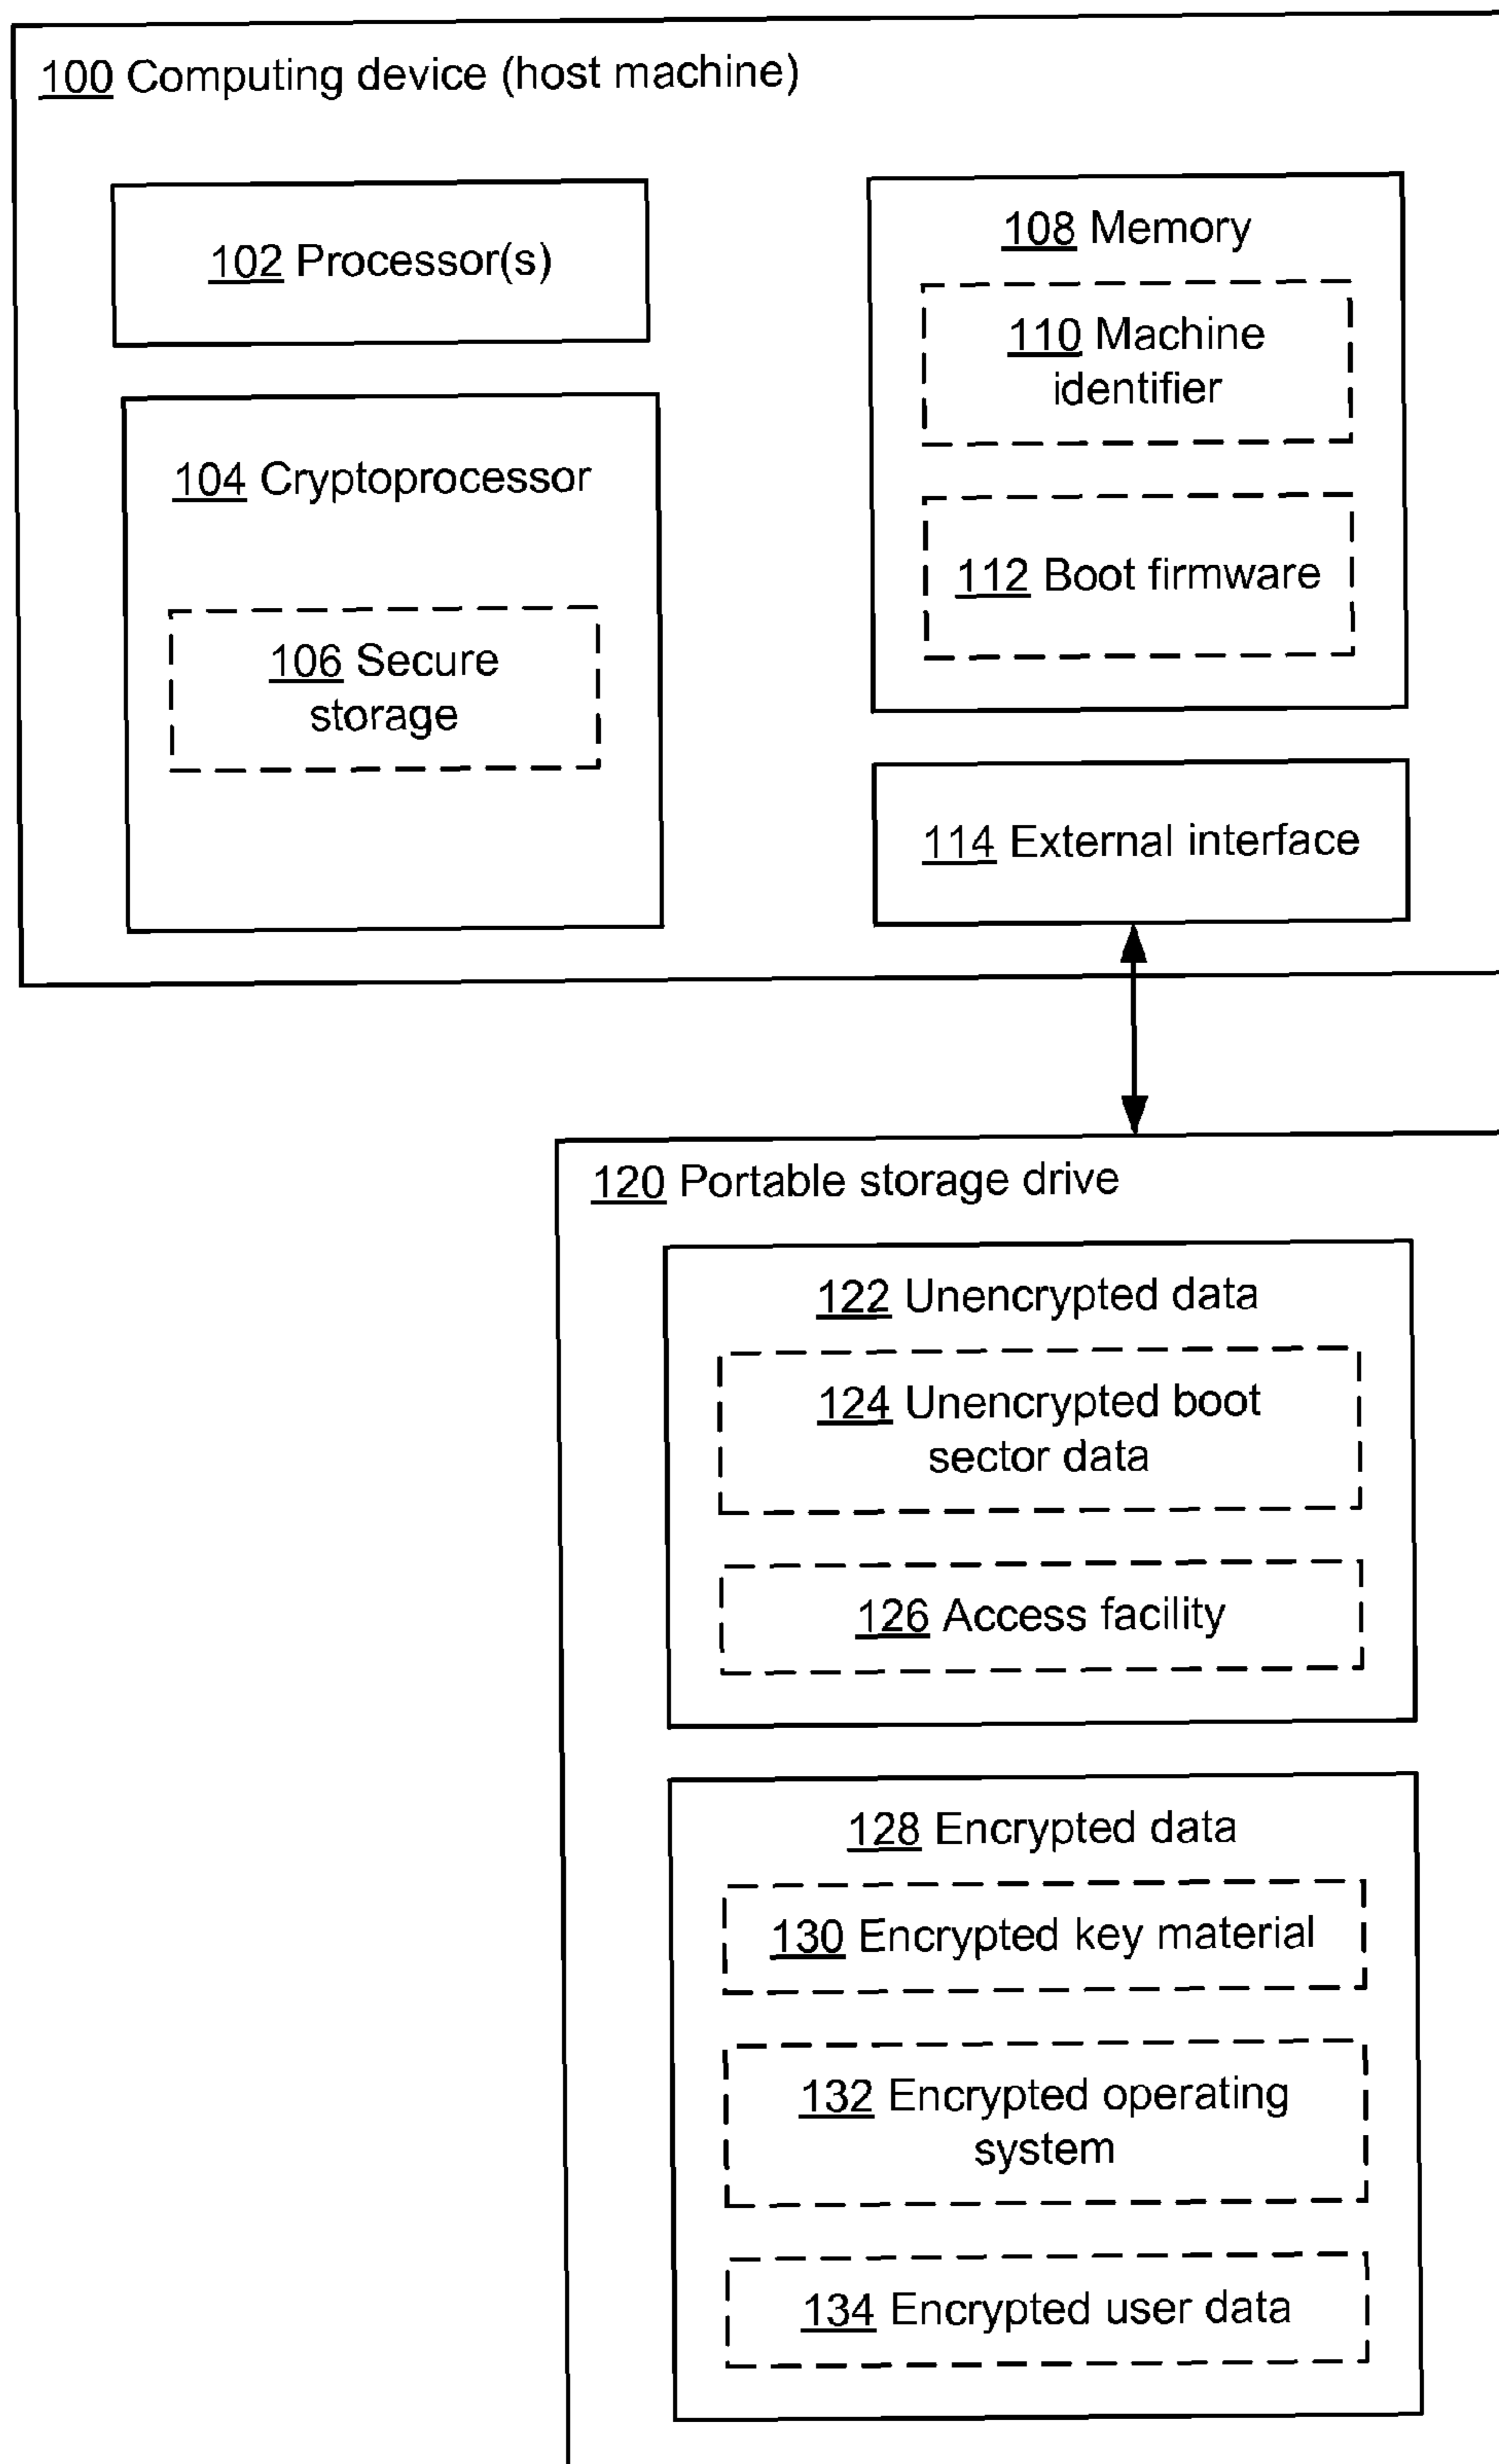 100 Computing device (host machine)
102 Processor(s)
104 Cryptoprocessor
106 Secure
storage
108 Memory
110 Machine
identifier
112 Boot firmware
114 External interface
120 Portable storage drive
122 Unencrypted data
124 Unencrypted boot
sector data
126 Access facility
128 Encrypted data
130 Encrypted key material
132 Encrypted operating
system
134 Encrypted user data